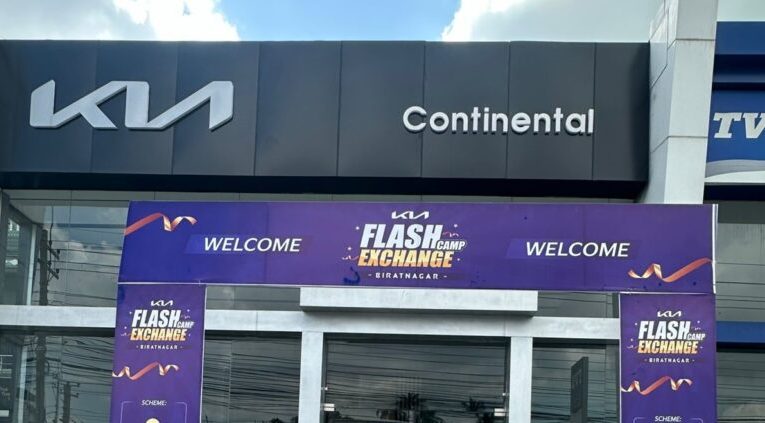 KIA
Continental
TV
WELCOME
KIA
FLASH
CAMP
EXCHANGE
- BIRATNAGAR -
WELCOME
KIA
FLASH
CAMP
EXCHANGE
- BIRATNAGAR -
SCHEME:
KIA
FLASH
CAMP
EXCHANGE
- BIRATNAGAR -
SCHEME: